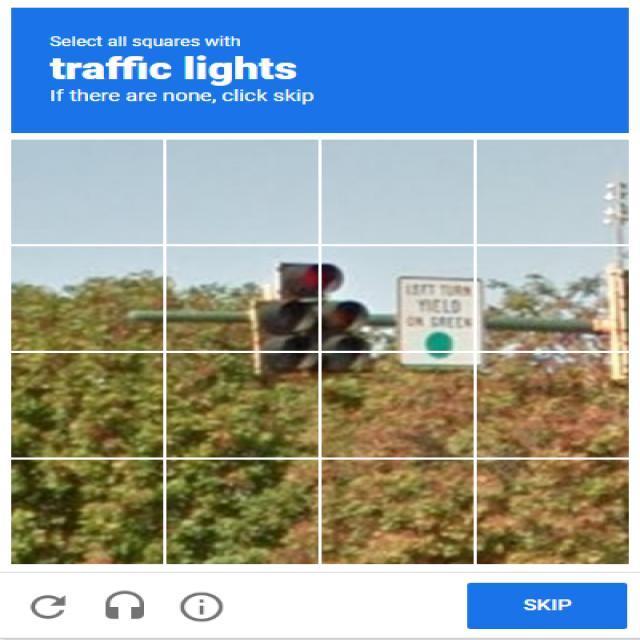 Select all squares with
traffic lights
If there are none, click skip
LEFT TURN
YIELD
ON GREEN
SKIP